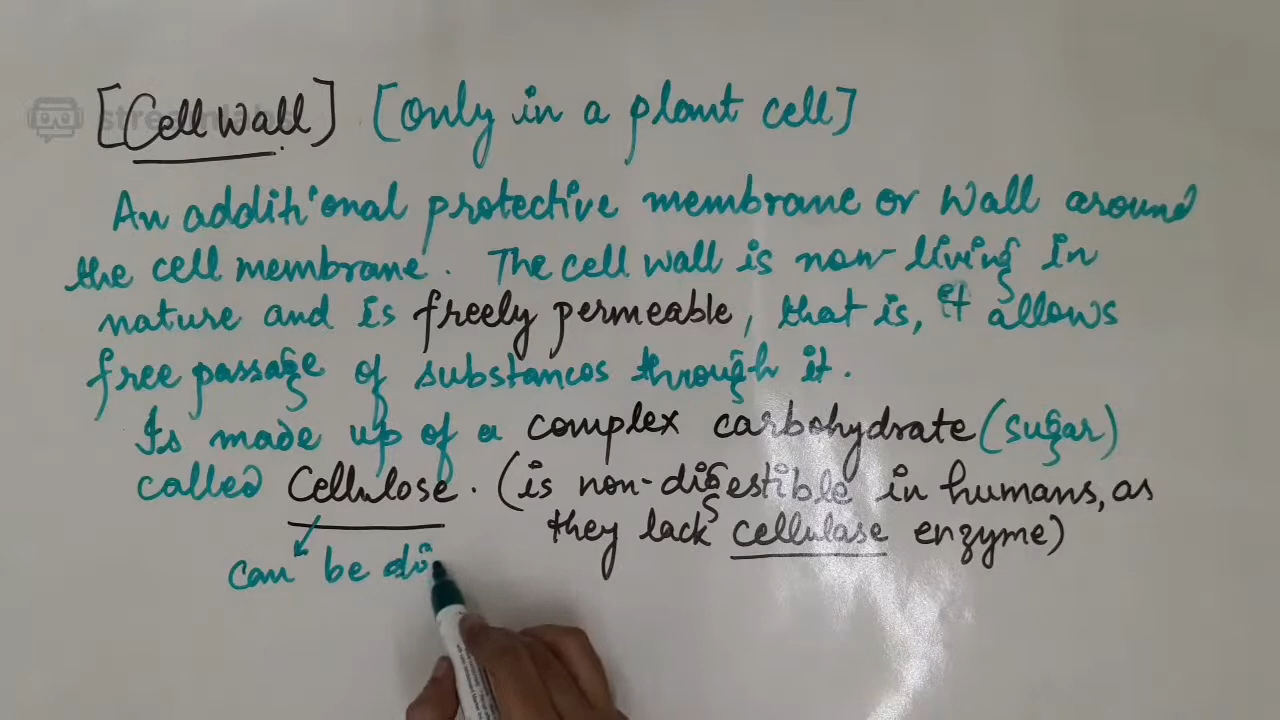 [Cell Wall] [Only in a plant cell]
An additional protective membrane or wall around
the cell membrane. The cell wall is non-living in
nature and is freely permeable, that is, it allows
free passage of substances through it.
Is made up of a complex carbohydrate (sugar)
called Cellulose. (is non-digestible in humans, as
they lack cellulase enzyme)
can be di